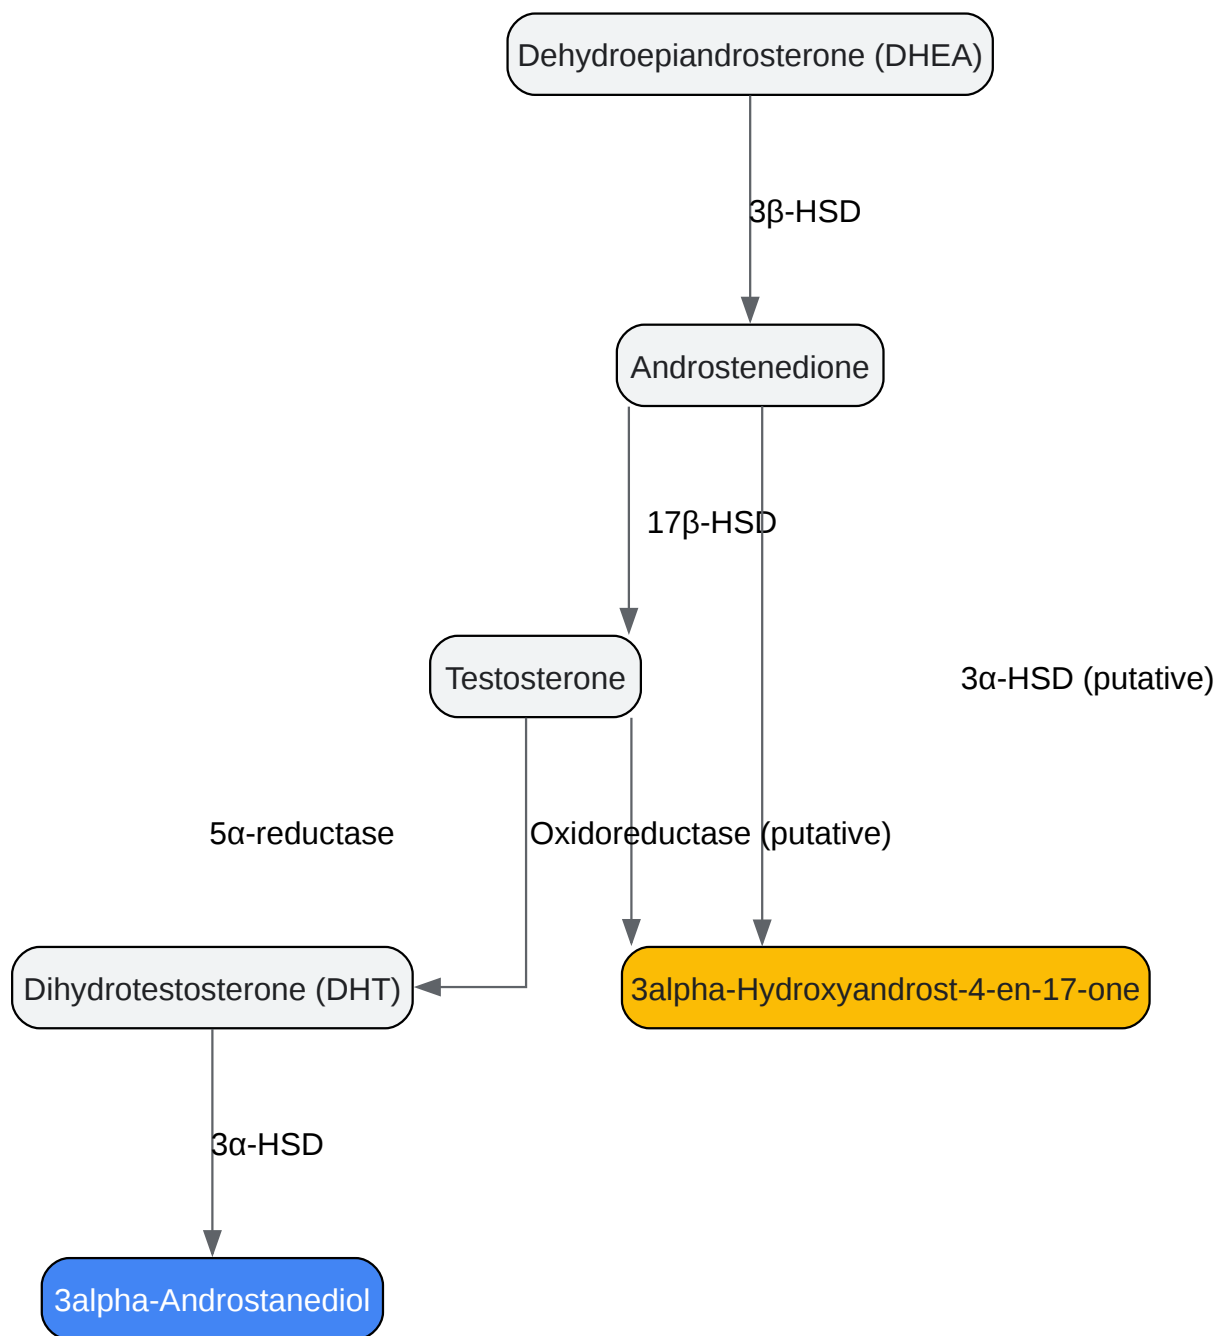 Dehydroepiandrosterone (DHEA)
3β-HSD
Androstenedione
17β-HSD
Testosterone
3α-HSD (putative)
5α-reductase
Oxidoreductase (putative)
Dihydrotestosterone (DHT)
3alpha-Hydroxyandrost-4-en-17-one
3α-HSD
3alpha-Androstanediol